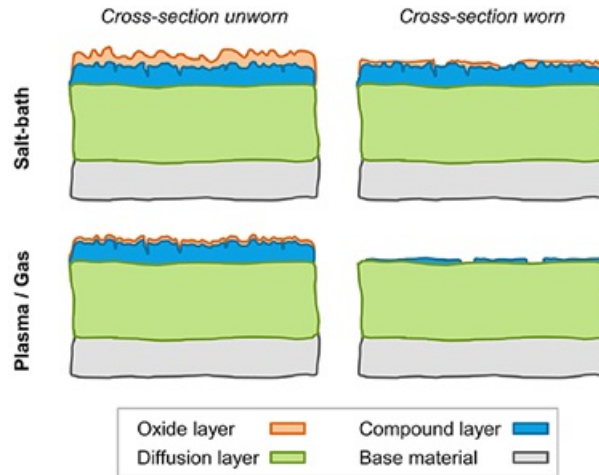 Cross-section unworn
Cross-section worn
Salt-bath
Plasma / Gas
Oxide layer
Compound layer
Diffusion layer
Base material